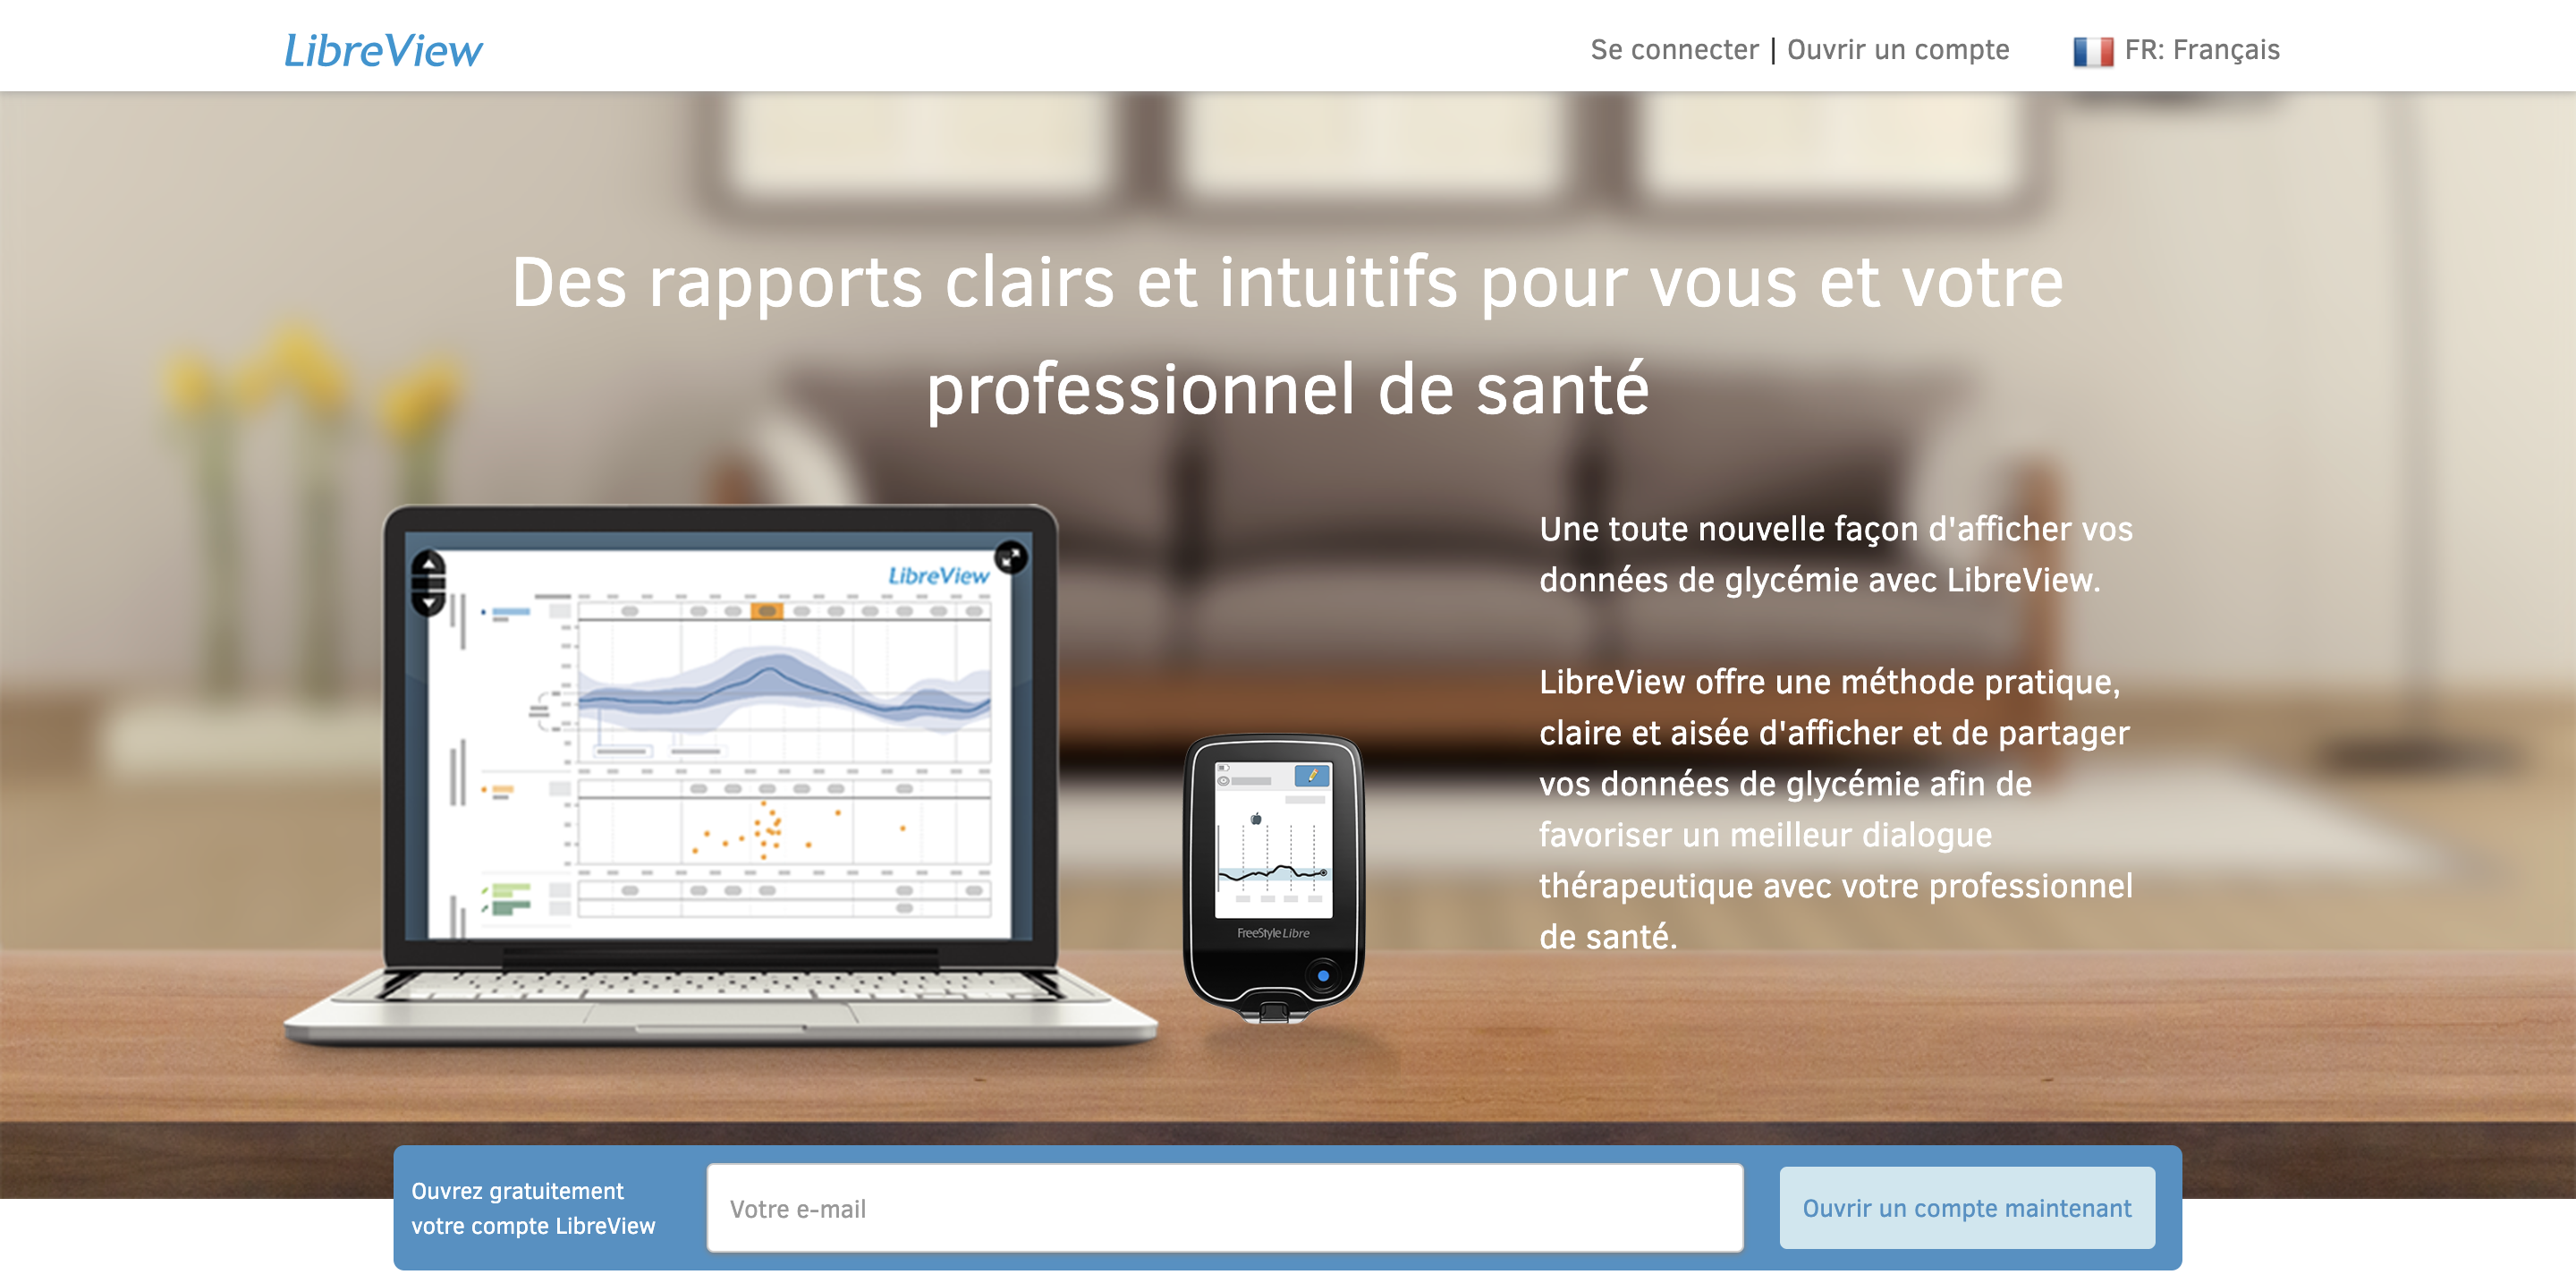 LibreView
Se connecter | Ouvrir un compte
FR: Français
Des rapports clairs et intuitifs pour vous et votre
professionnel de santé
LibreView
Une toute nouvelle façon d'afficher vos
données de glycémie avec LibreView.
LibreView offre une méthode pratique,
claire et aisée d'afficher et de partager
vos données de glycémie afin de
favoriser un meilleur dialogue
thérapeutique avec votre professionnel
de santé.
FreeStyle Libre
Ouvrez gratuitement
votre compte LibreView
Votre e-mail
Ouvrir un compte maintenant